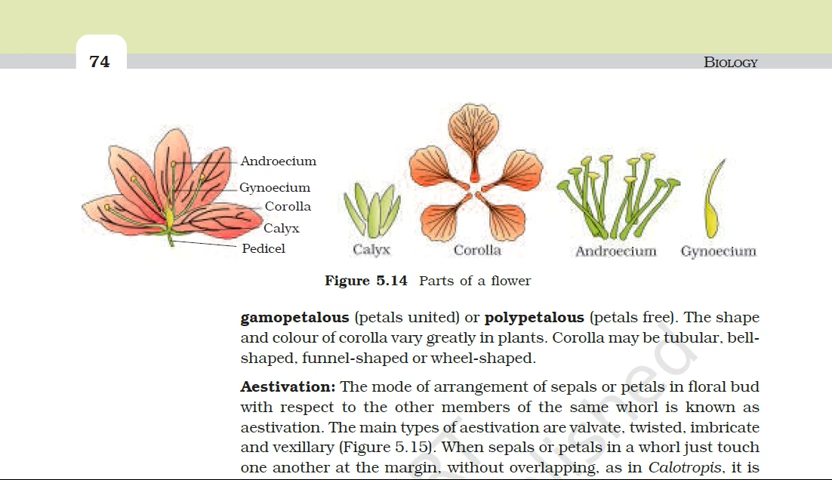 74
BIOLOGY
Androecium
Gynoecium
Corolla
Calyx
Pedicel
Calyx
Corolla
Androecium
Gynoecium
Figure 5.14 Parts of a flower
gamopetalous (petals united) or polypetalous (petals free). The shape
and colour of corolla vary greatly in plants. Corolla may be tubular, bell-
shaped, funnel-shaped or wheel-shaped.
Aestivation: The mode of arrangement of sepals or petals in floral bud
with respect to the other members of the same whorl is known as
aestivation. The main types of aestivation are valvate, twisted, imbricate
and vexillary (Figure 5.15). When sepals or petals in a whorl just touch
one another at the margin, without overlapping, as in Calotropis, it is